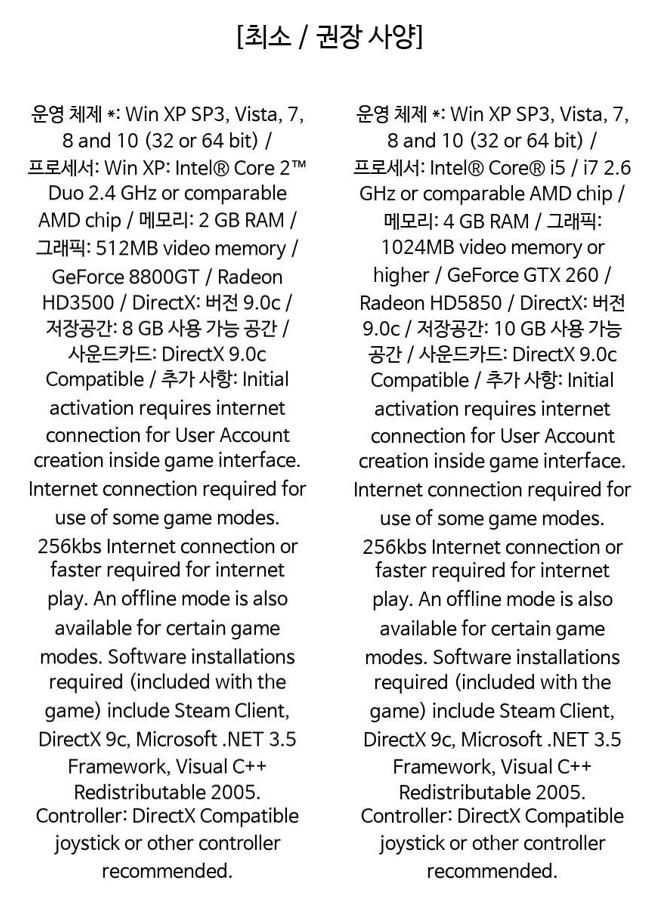 [최소 / 권장 사양]
운영 체제 *: Win XP SP3, Vista, 7,
8 and 10 (32 or 64 bit) /
프로세서: Win XP: Intel® Core 2™
Duo 2.4 GHz or comparable
AMD chip / 메모리: 2 GB RAM /
그래픽: 512MB video memory /
GeForce 8800GT / Radeon
HD3500 / DirectX: 버전 9.0c /
저장공간: 8 GB 사용 가능 공간 /
사운드카드: DirectX 9.0c
Compatible / 추가 사항: Initial
activation requires internet
connection for User Account
creation inside game interface.
Internet connection required for
use of some game modes.
256kbs Internet connection or
faster required for internet
play. An offline mode is also
available for certain game
modes. Software installations
required (included with the
game) include Steam Client,
DirectX 9c, Microsoft .NET 3.5
Framework, Visual C++
Redistributable 2005.
Controller: DirectX Compatible
joystick or other controller
recommended.
운영 체제 *: Win XP SP3, Vista, 7,
8 and 10 (32 or 64 bit) /
프로세서: Intel® Core® i5 / i7 2.6
GHz or comparable AMD chip /
메모리: 4 GB RAM / 그래픽:
1024MB video memory or
higher / GeForce GTX 260 /
Radeon HD5850 / DirectX: 버전
9.0c / 저장공간: 10 GB 사용 가능
공간 / 사운드카드: DirectX 9.0c
Compatible / 추가 사항: Initial
activation requires internet
connection for User Account
creation inside game interface.
Internet connection required for
use of some game modes.
256kbs Internet connection or
faster required for internet
play. An offline mode is also
available for certain game
modes. Software installations
required (included with the
game) include Steam Client,
DirectX 9c, Microsoft .NET 3.5
Framework, Visual C++
Redistributable 2005.
Controller: DirectX Compatible
joystick or other controller
recommended.